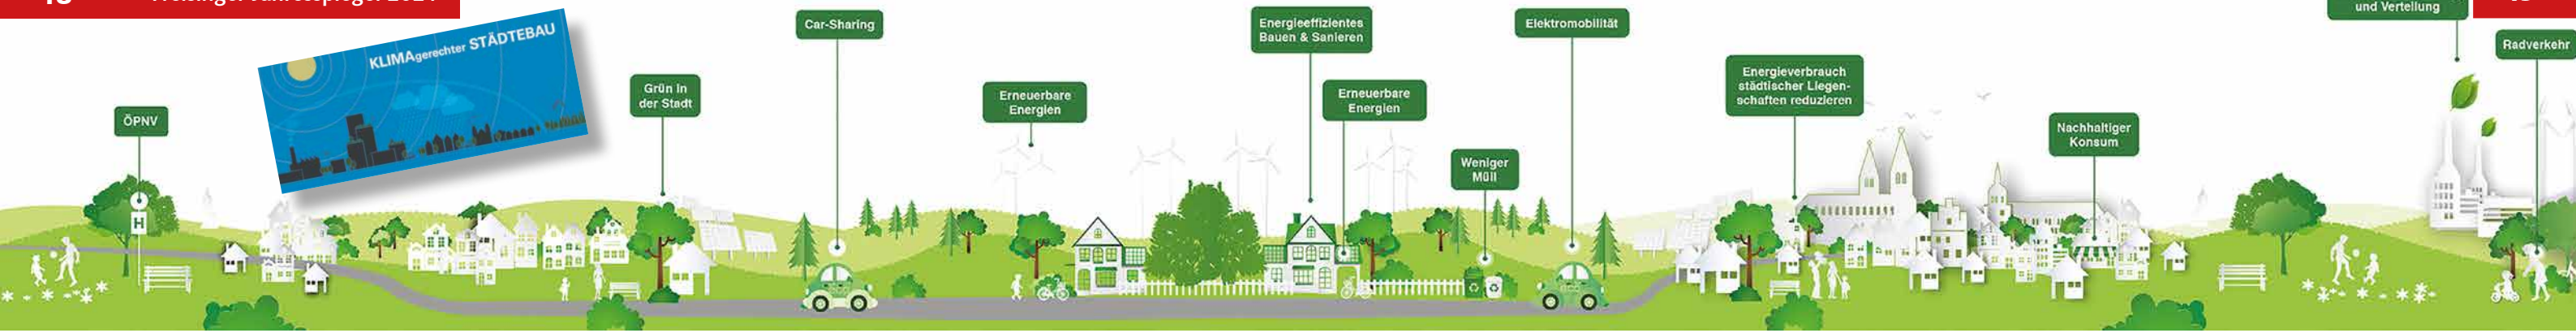 KLIMAgerechter STÄDTEBAU
ÖPNV
Grün in
der Stadt
Car-Sharing
Erneuerbare
Energien
Energieeffizientes
Bauen & Sanieren
Erneuerbare
Energien
Weniger
Müll
Elektromobilität
Energieverbrauch
städtischer Liegen-
schaften reduzieren
Nachhaltiger
Konsum
und Verteilung
Radverkehr
H